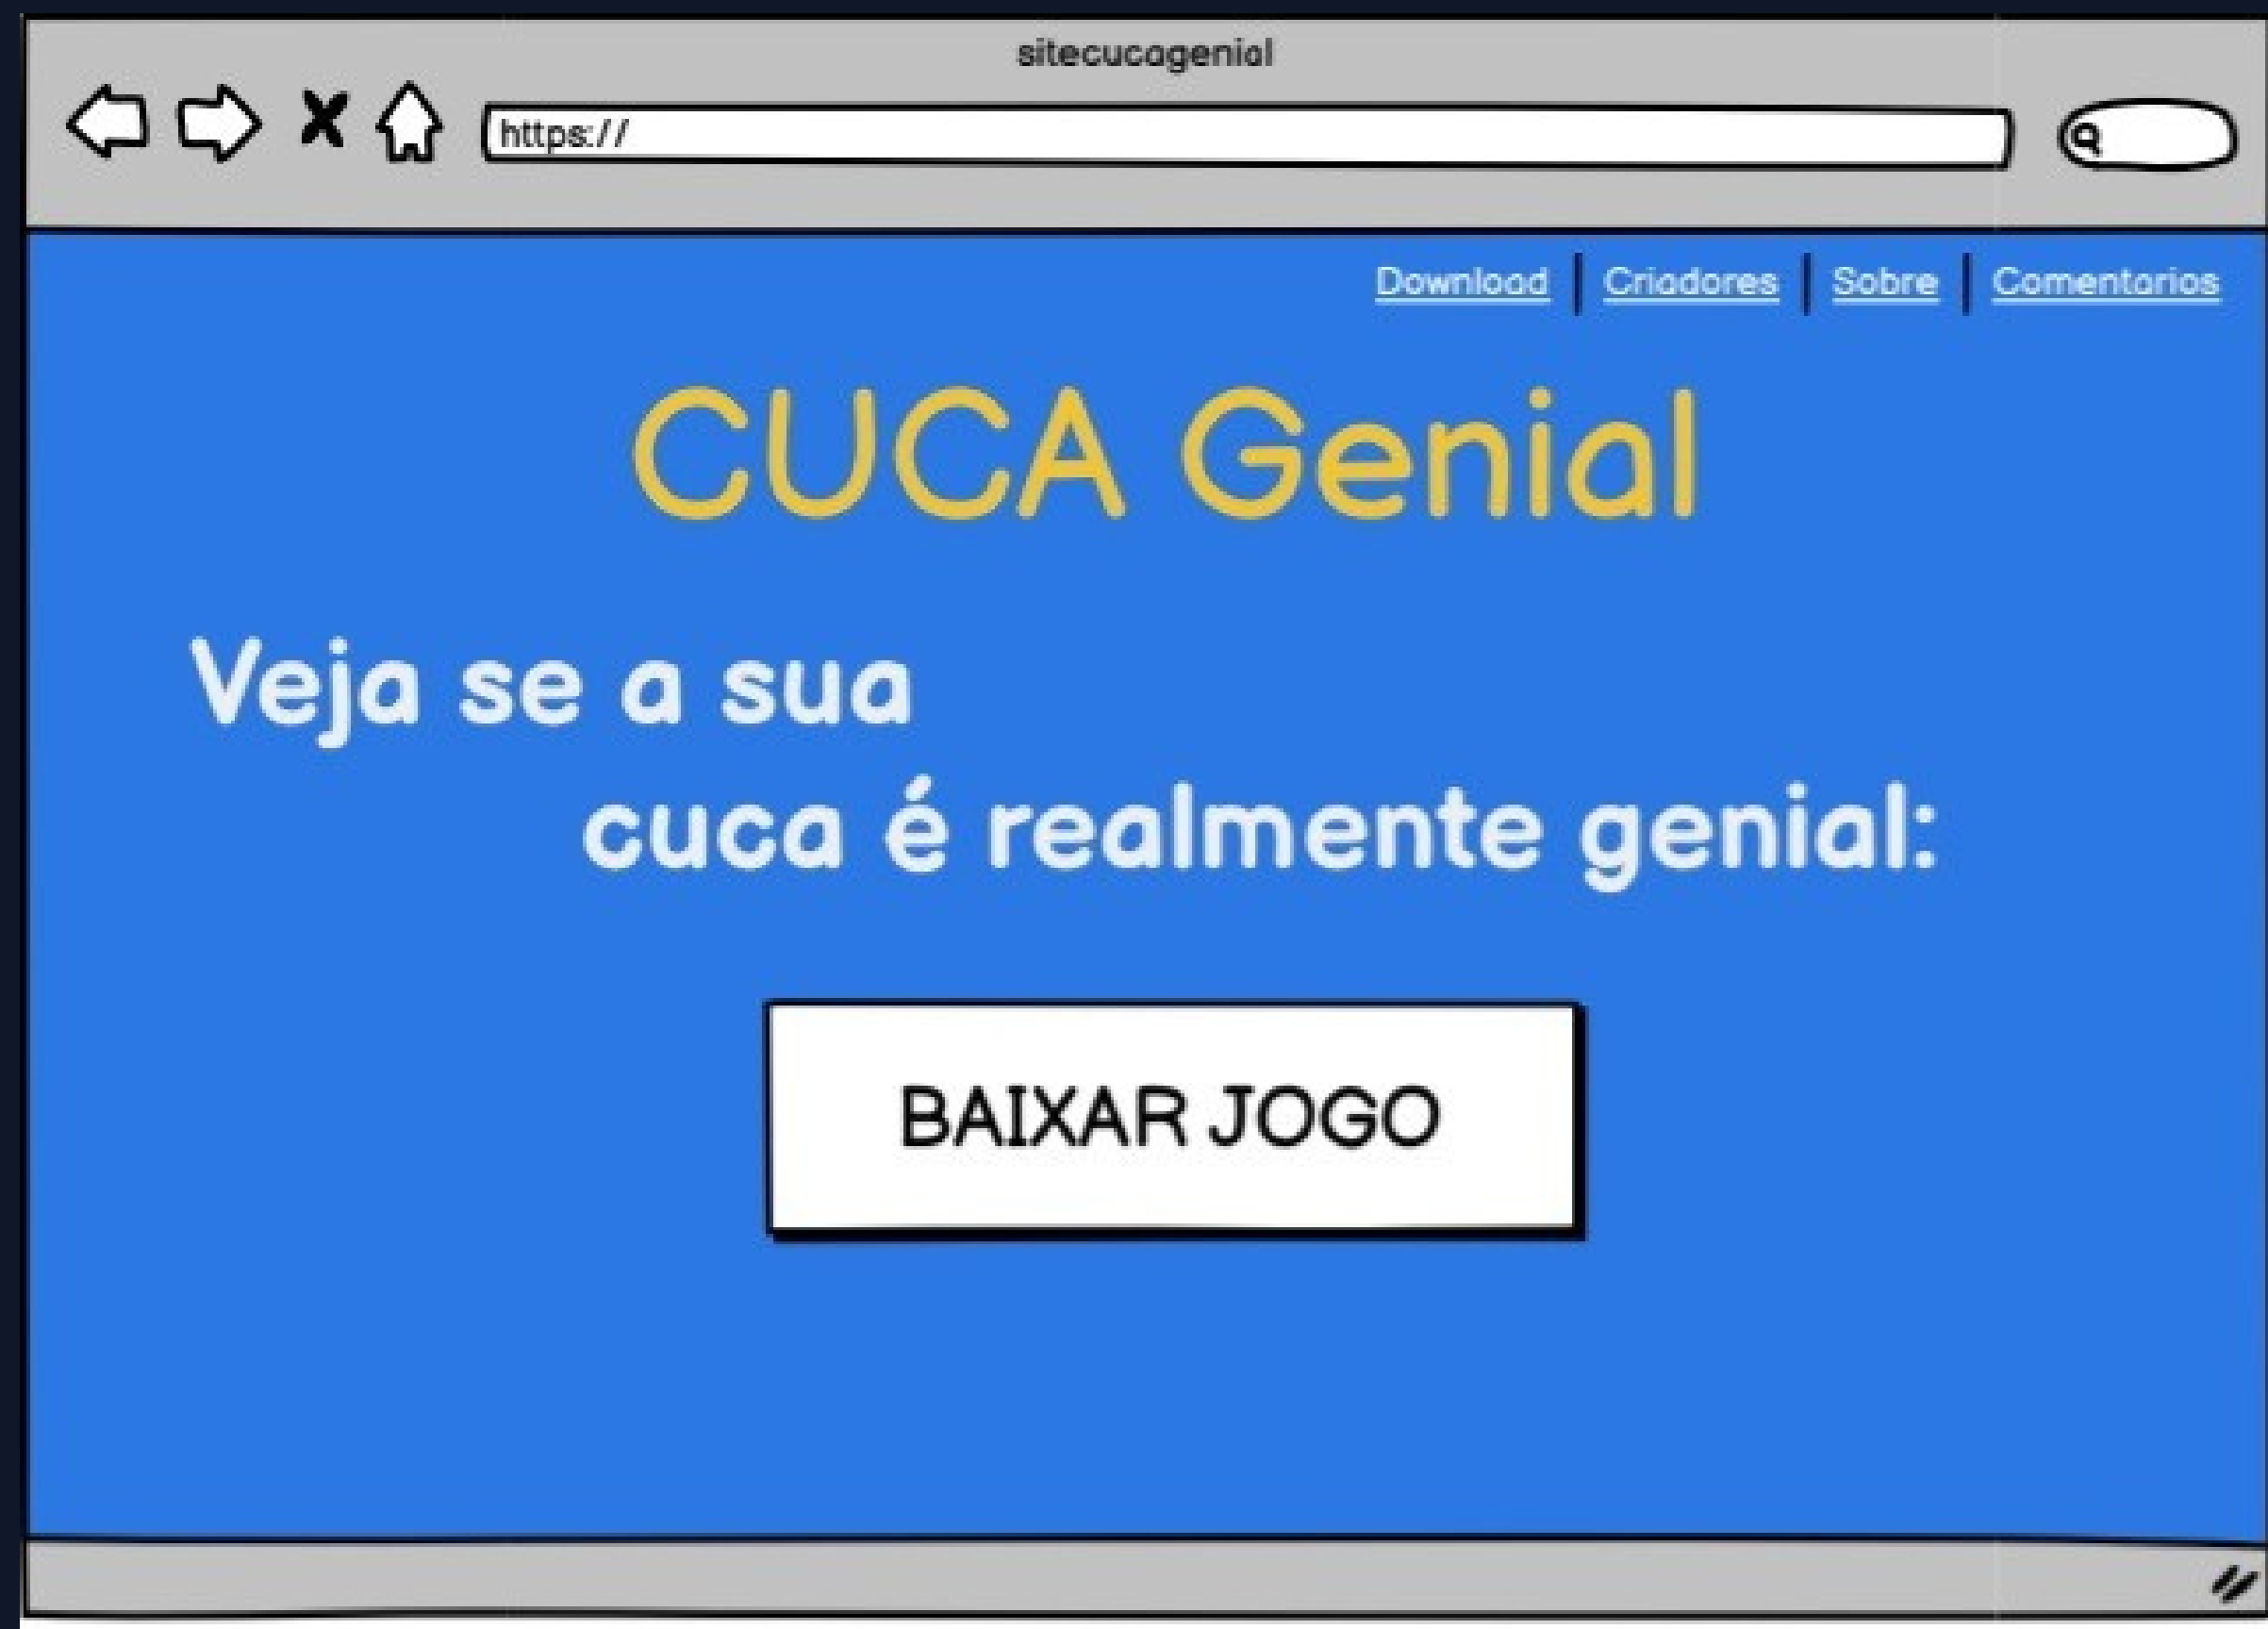 sitecucagenial
https://
Download Criadores Sobre Comentarios
CUCA Genial
Veja se a sua
cuca é realmente genial:
BAIXAR JOGO